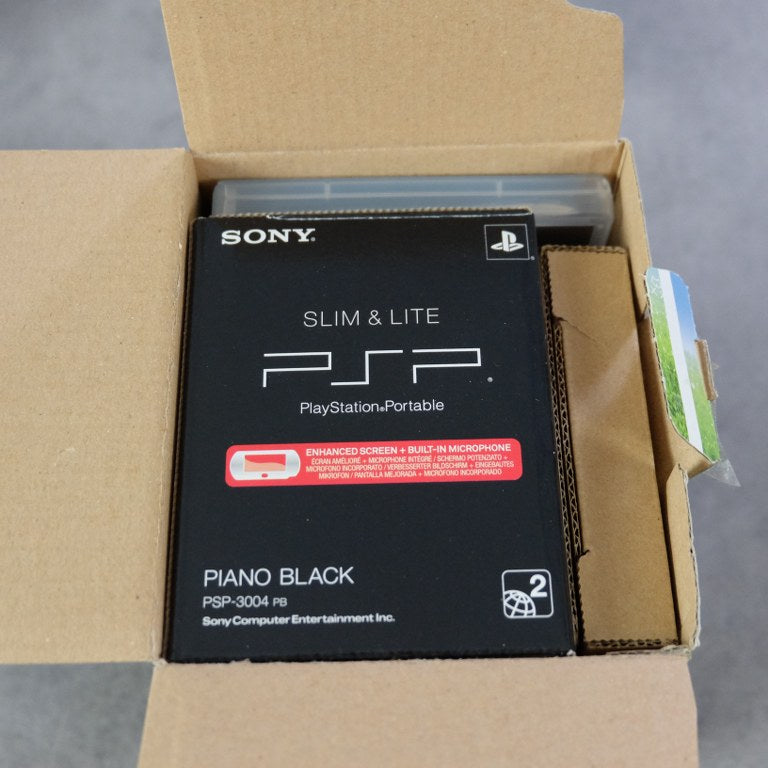 SONY®
SLIM & LITE
PSP®
PlayStation®Portable
ENHANCED SCREEN + BUILT-IN MICROPHONE
ÉCRAN AMÉLIORÉ + MICROPHONE INTÉGRÉ / SCHERMO POTENZIATO +
MICROFONO INCORPORATO / VERBESSERTER BILDSCHIRM + EINGEBAUTES
MIKROFON / PANTALLA MEJORADA + MICRÓFONO INCORPORADO
PIANO BLACK
PSP-3004 PB
2
Sony Computer Entertainment Inc.